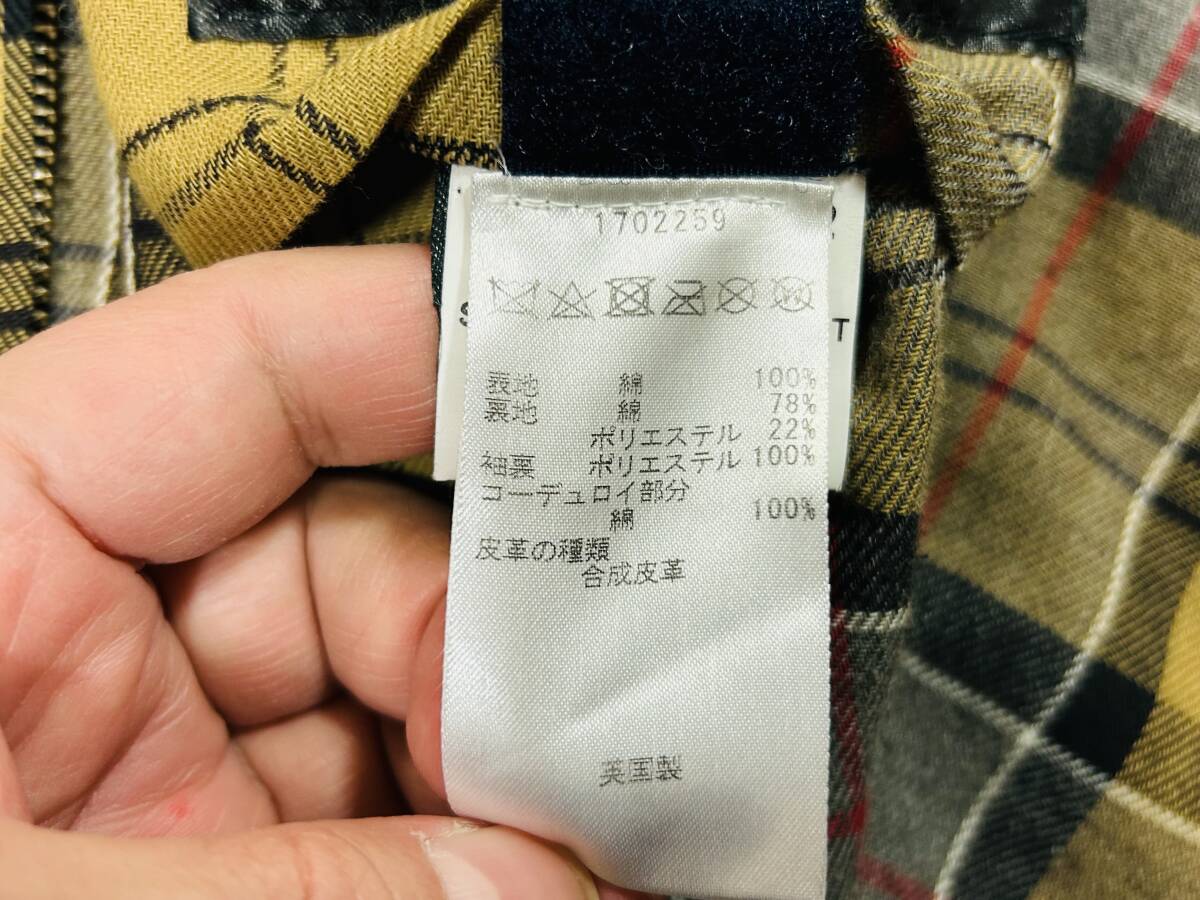 1702259
表地 綿 100%
裏地 綿 78%
ポリエステル 22%
袖裏 ポリエステル 100%
コーデュロイ部分
綿 100%
皮革の種類
合成皮革
英国製